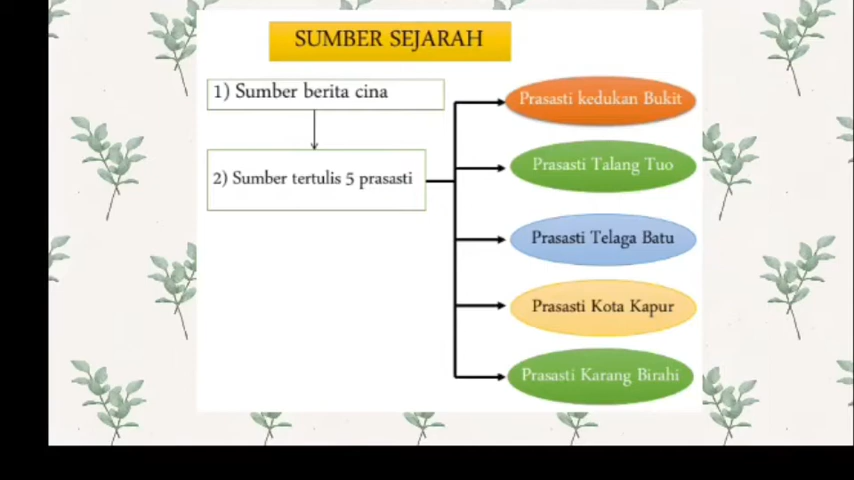 SUMBER SEJARAH
1) Sumber berita cina
2) Sumber tertulis 5 prasasti
Prasasti kedukan Bukit
Prasasti Talang Tuo
Prasasti Telaga Batu
Prasasti Kota Kapur
Prasasti Karang Birahi